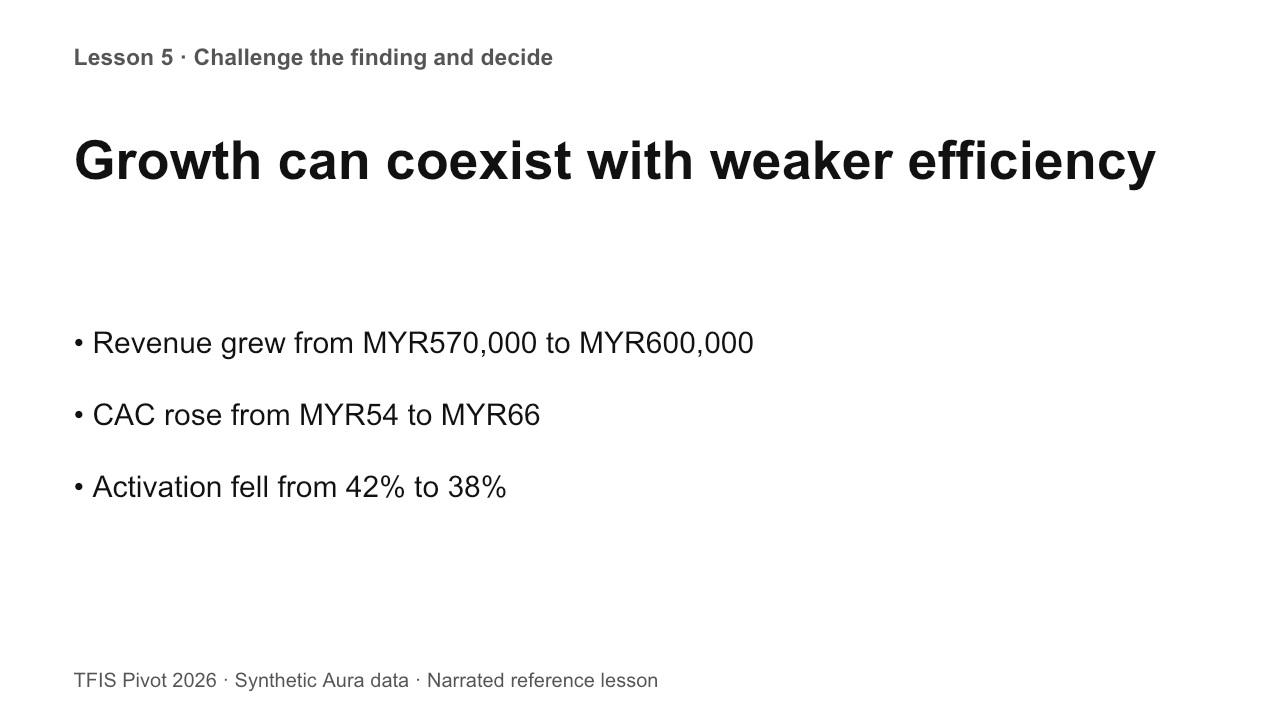 Lesson 5 · Challenge the finding and decide
Growth can coexist with weaker efficiency
• Revenue grew from MYR570,000 to MYR600,000
• CAC rose from MYR54 to MYR66
• Activation fell from 42% to 38%
TFIS Pivot 2026 · Synthetic Aura data · Narrated reference lesson